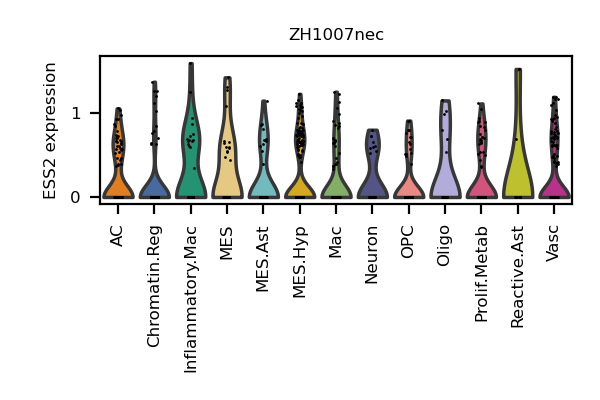 ZH1007nec
ESS2 expression
1
0
AC
Chromatin.Reg
Inflammatory.Mac
MES
MES.Ast
MES.Hyp
Mac
Neuron
OPC
Oligo
Prolif.Metab
Reactive.Ast
Vasc